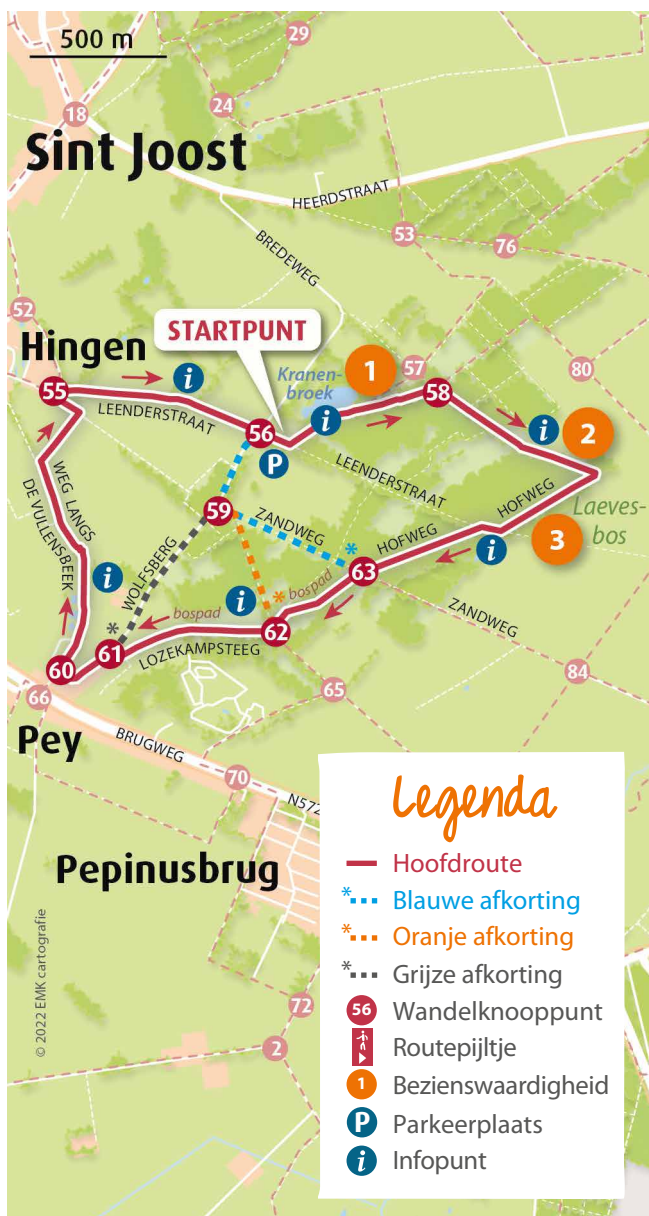 500 m
29
24
18
Sint Joost
HEERDSTRAAT
BREDEWEG
53
76
52
STARTPUNT
Hingen
Kranen-
broek
1
57
80
55
i
58
LEENDERSTRAAT
56
i
i
2
P
LEENDERSTRAAT
HOFWEG
Laeves-
bos
59
ZANDWEG
HOFWEG
i
3
WEG LANGS
DE VULLENSBEEK
WOLFSBERG
*
63
i
i
*
bospad
ZANDWEG
*
bospad
62
61
LOZEKAMPSTEEG
60
84
66
65
Pey
BRUGWEG
70
N572
Pepinusbrug
72
2
© 2022 EMK cartografie
Legenda
Hoofdroute
* Blauwe afkorting
* Oranje afkorting
* Grijze afkorting
56 Wandelknooppunt
Routepijltje
1 Bezienswaardigheid
P Parkeerplaats
i Infopunt